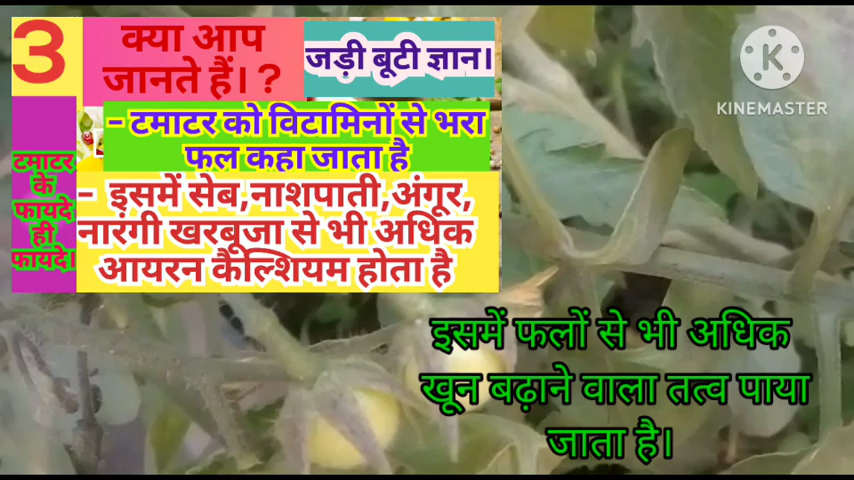 3
क्या आप
जानते हैं। ?
जड़ी बूटी ज्ञान।
- टमाटर को विटामिनों से भरा
फल कहा जाता है
टमाटर
के
फायदे
ही
फायदे।
- इसमें सेब,नाशपाती,अंगूर,
नारंगी खरबूजा से भी अधिक
आयरन कैल्शियम होता है
K
KINEMASTER
इसमें फलों से भी अधिक
खून बढ़ाने वाला तत्व पाया
जाता है।